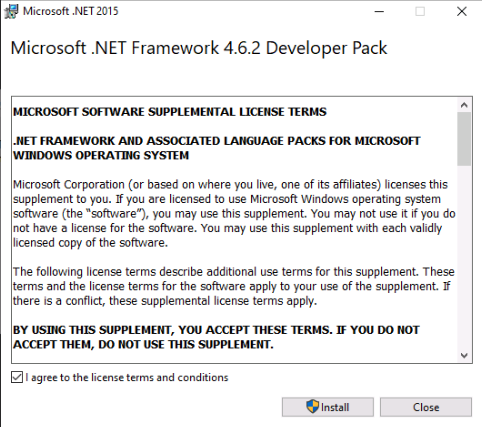 Microsoft .NET 2015
Microsoft .NET Framework 4.6.2 Developer Pack
MICROSOFT SOFTWARE SUPPLEMENTAL LICENSE TERMS
.NET FRAMEWORK AND ASSOCIATED LANGUAGE PACKS FOR MICROSOFT
WINDOWS OPERATING SYSTEM
Microsoft Corporation (or based on where you live, one of its affiliates) licenses this
supplement to you. If you are licensed to use Microsoft Windows operating system
software (the “software”), you may use this supplement. You may not use it if you do
not have a license for the software. You may use this supplement with each validly
licensed copy of the software.
The following license terms describe additional use terms for this supplement. These
terms and the license terms for the software apply to your use of the supplement. If
there is a conflict, these supplemental license terms apply.
BY USING THIS SUPPLEMENT, YOU ACCEPT THESE TERMS. IF YOU DO NOT
ACCEPT THEM, DO NOT USE THIS SUPPLEMENT.
I agree to the license terms and conditions
Install
Close